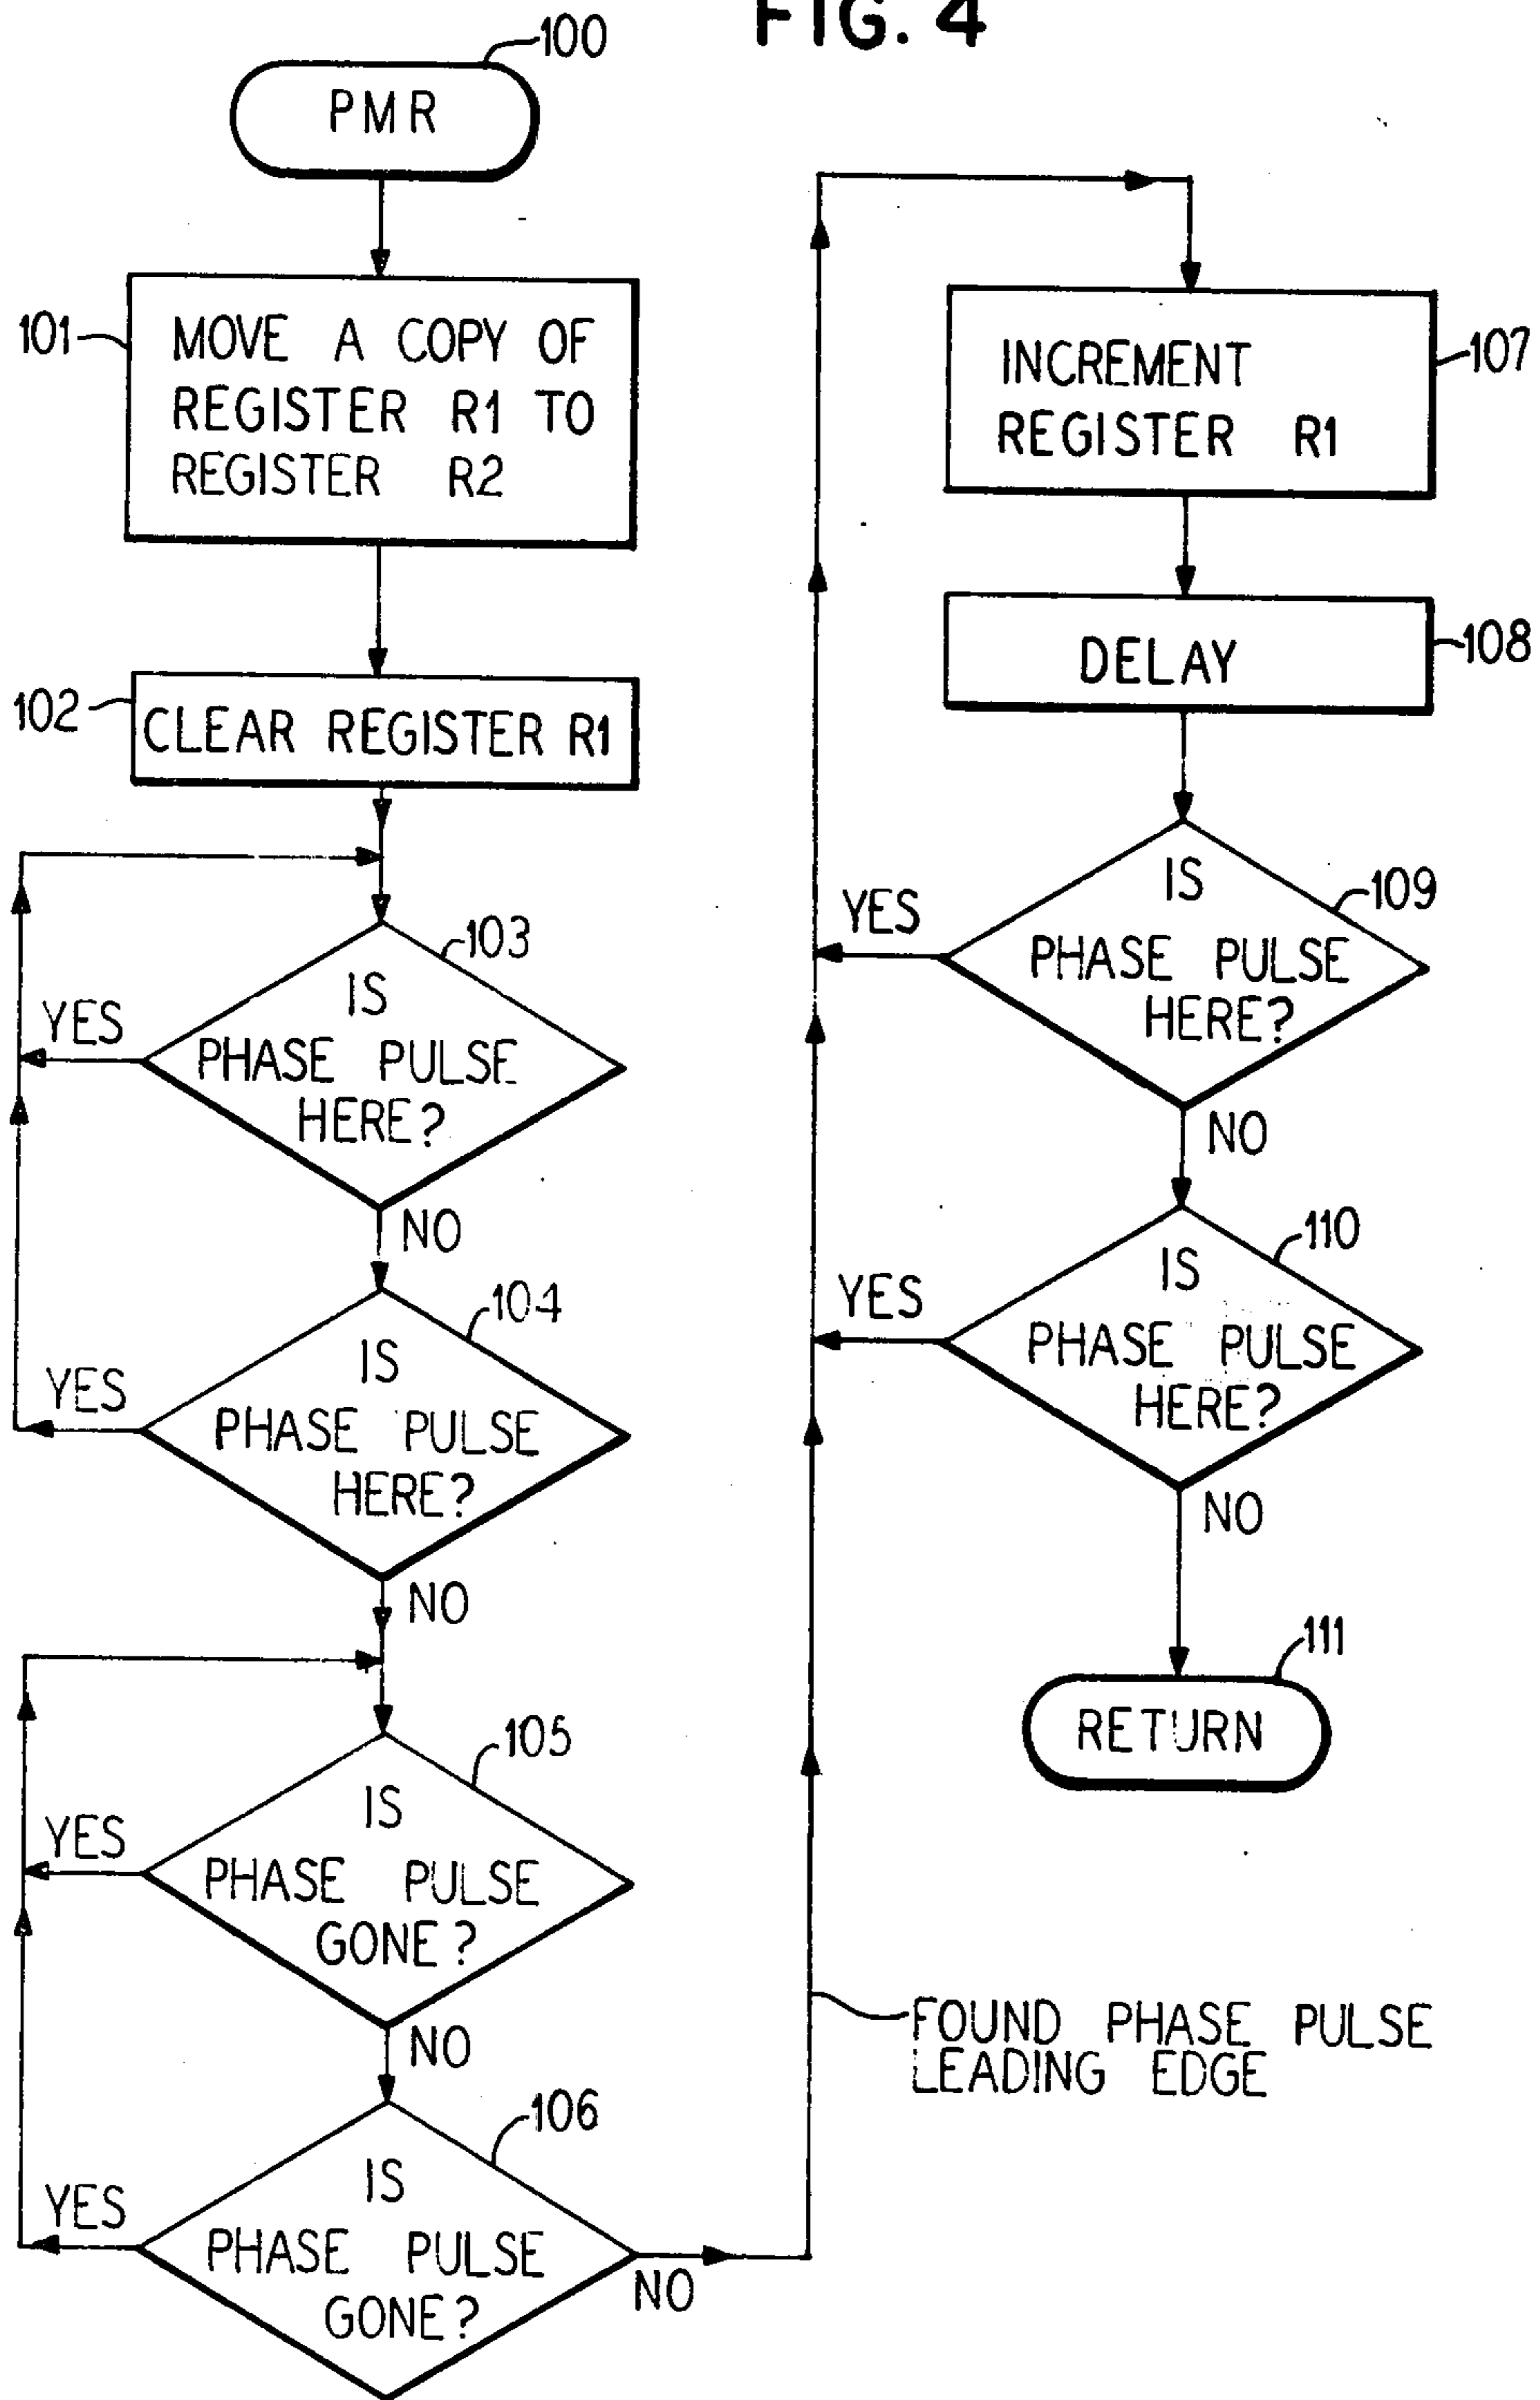 FIG. 4
100
PMR
101
MOVE A COPY OF
REGISTER R1 TO
REGISTER R2
102
CLEAR REGISTER R1
103
IS
PHASE PULSE
HERE?
YES
NO
104
IS
PHASE PULSE
HERE?
YES
NO
105
IS
PHASE PULSE
GONE?
YES
NO
106
IS
PHASE PULSE
GONE?
YES
NO
FOUND PHASE PULSE
LEADING EDGE
107
INCREMENT
REGISTER R1
108
DELAY
109
IS
PHASE PULSE
HERE?
YES
NO
110
IS
PHASE PULSE
HERE?
YES
NO
111
RETURN